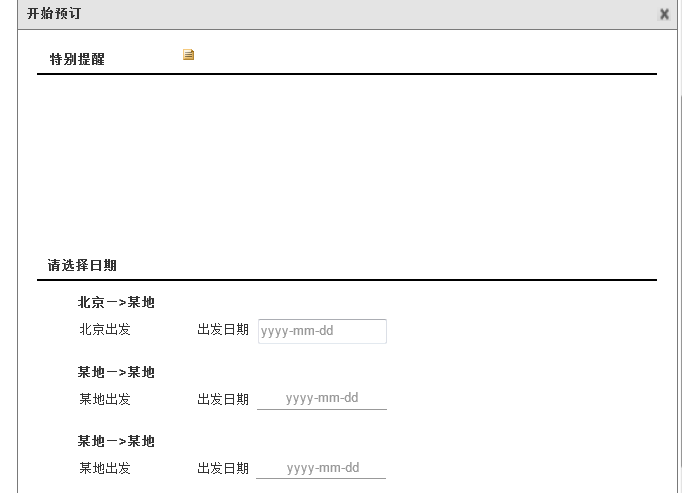 开始预订
特别提醒
请选择日期
北京一>某地
北京出发 出发日期 yyyy-mm-dd
某地一>某地
某地出发 出发日期 yyyy-mm-dd
某地一>某地
某地出发 出发日期 yyyy-mm-dd